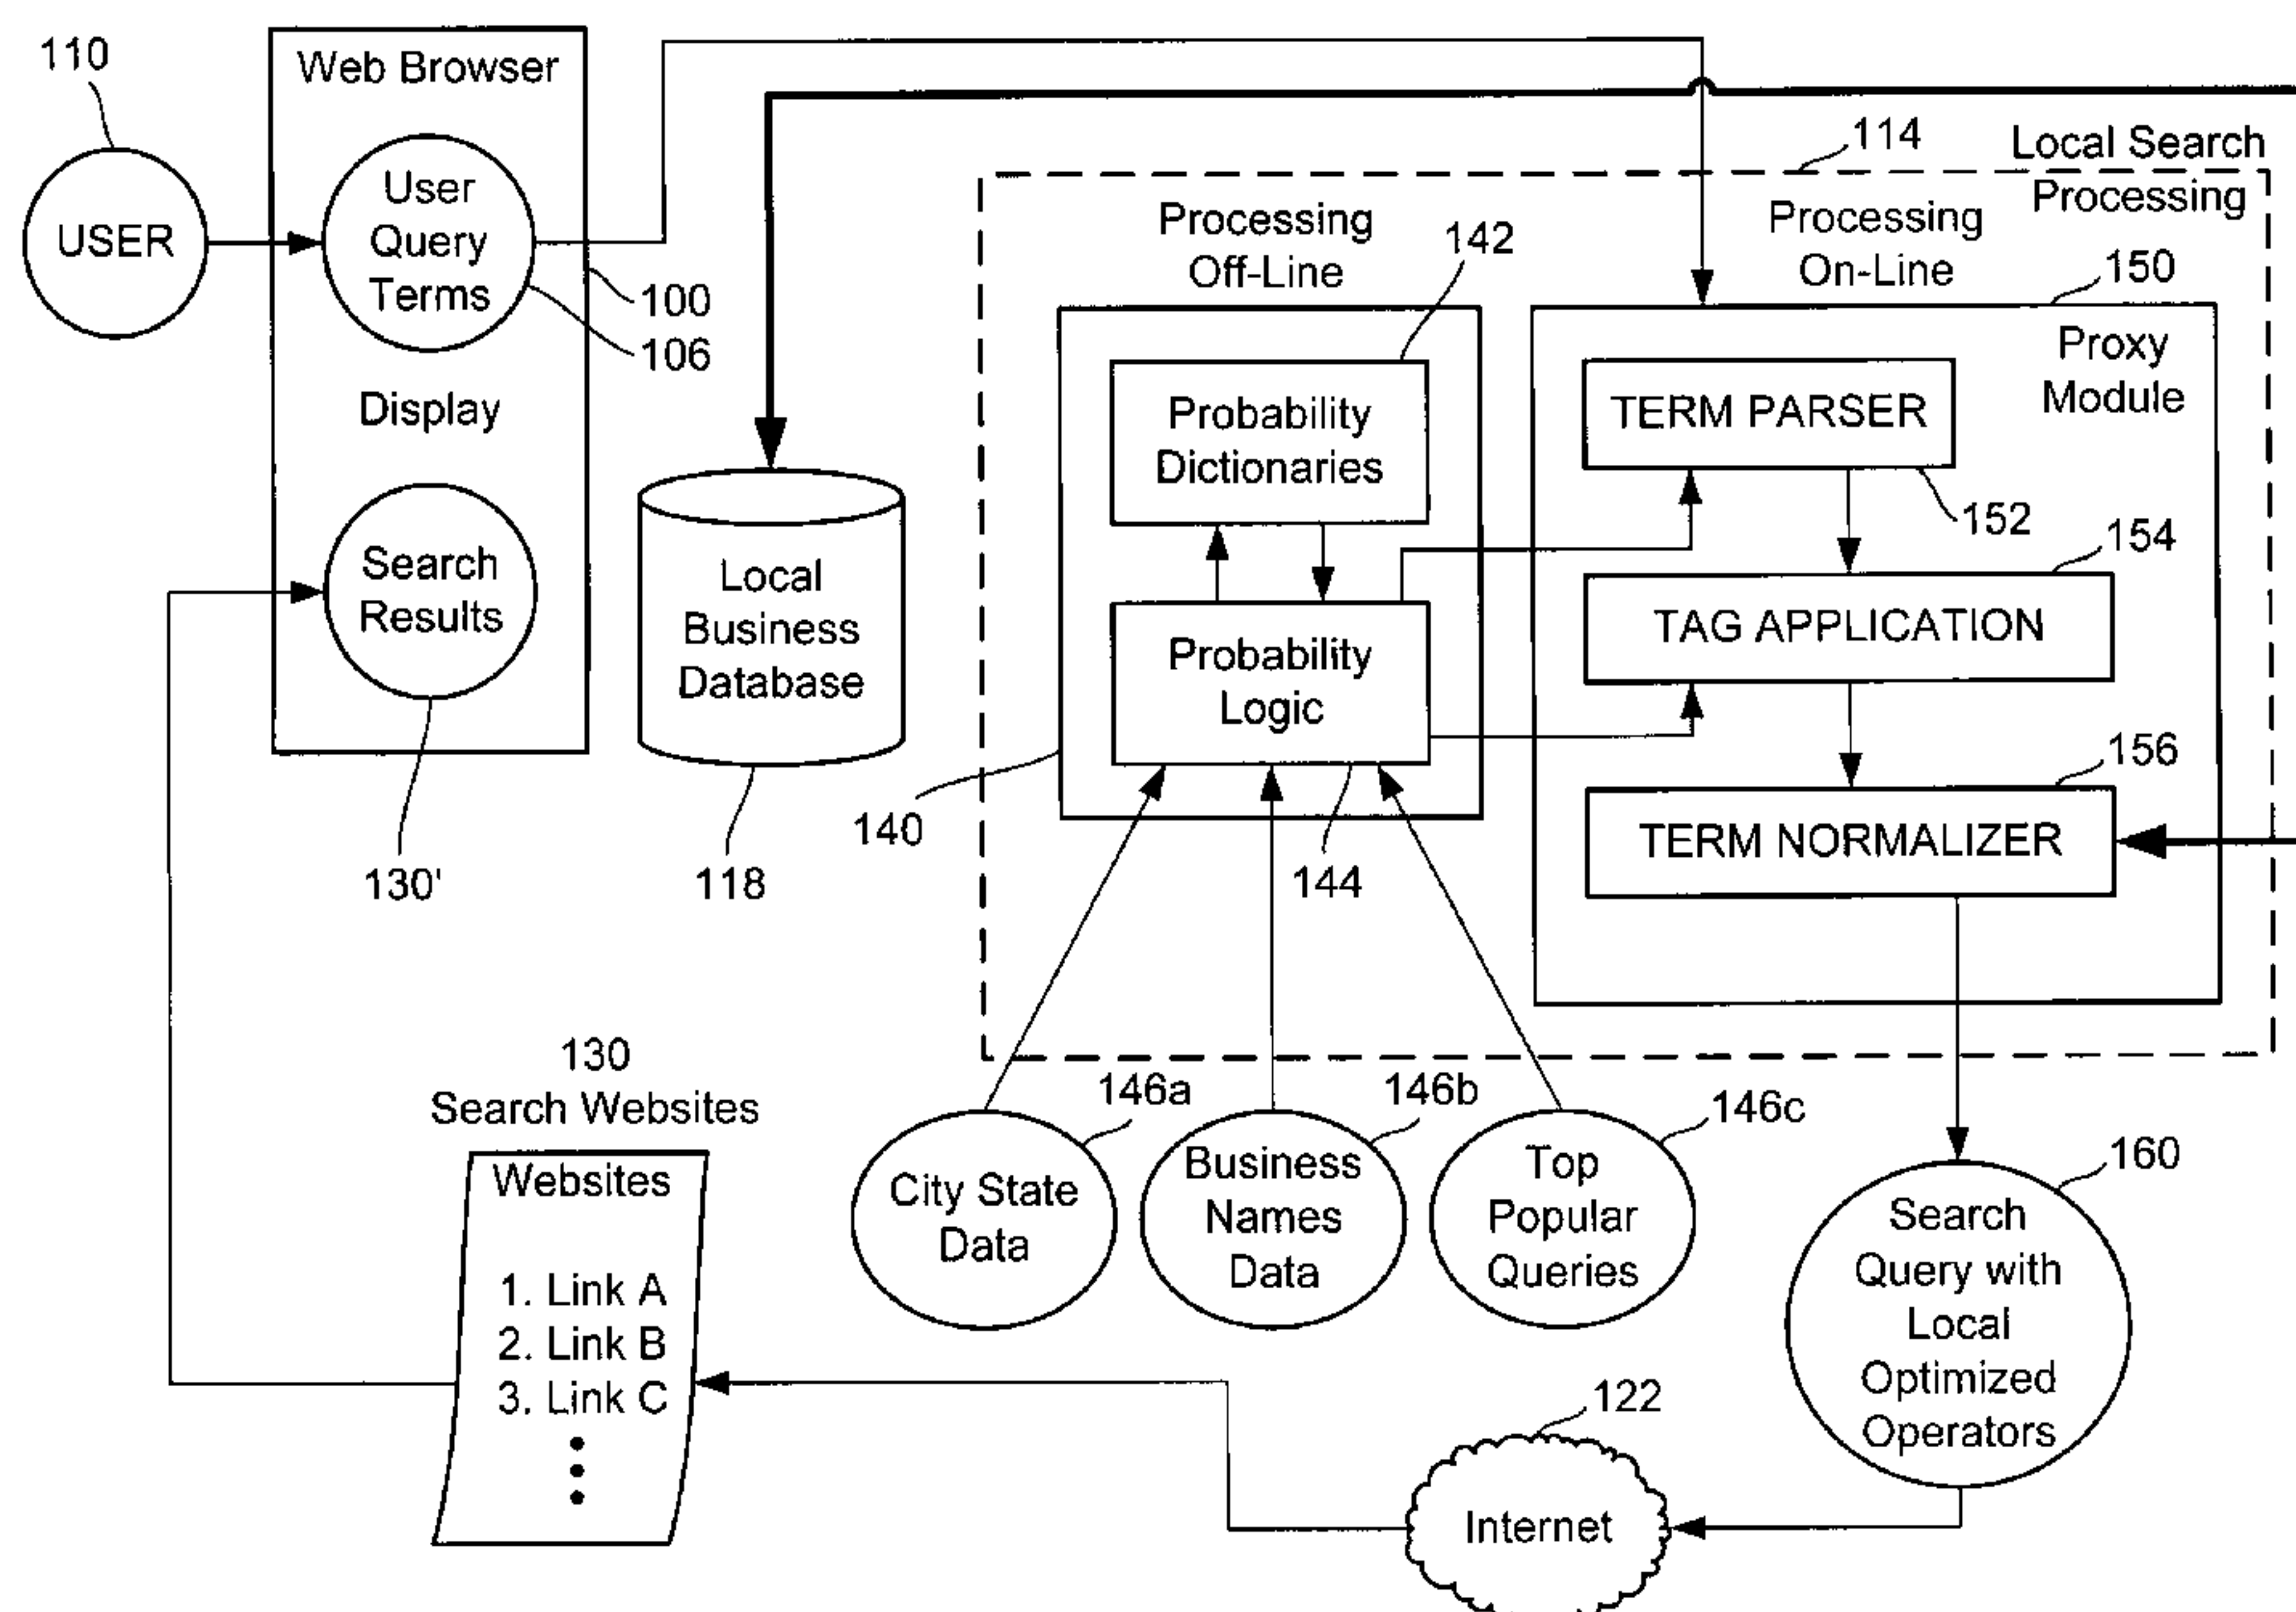 110
Web Browser
User
Query
Terms
USER
100
106
Display
Search
Results
130'
Local
Business
Database
118
114
Local Search
Processing
Processing
Off-Line
142
Processing
On-Line
150
Proxy
Module
Probability
Dictionaries
TERM PARSER
152
154
TAG APPLICATION
Probability
Logic
156
TERM NORMALIZER
140
144
130
Search Websites
Websites
1. Link A
2. Link B
3. Link C
146a
City State
Data
146b
Business
Names
Data
146c
Top
Popular
Queries
160
Search
Query with
Local
Optimized
Operators
122
Internet